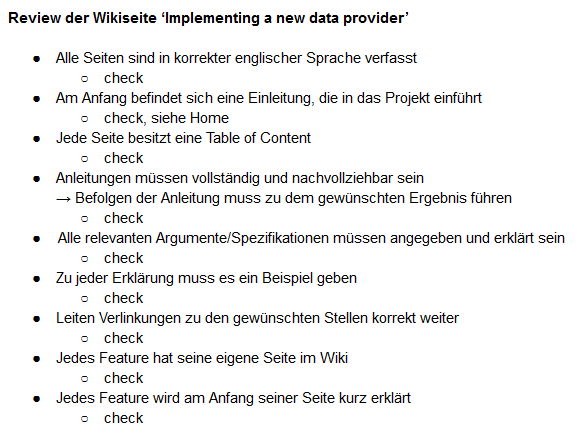 Review der Wikiseite ‘Implementing a new data provider’
● Alle Seiten sind in korrekter englischer Sprache verfasst
○ check
● Am Anfang befindet sich eine Einleitung, die in das Projekt einführt
○ check, siehe Home
● Jede Seite besitzt eine Table of Content
○ check
● Anleitungen müssen vollständig und nachvollziehbar sein
→ Befolgen der Anleitung muss zu dem gewünschten Ergebnis führen
○ check
● Alle relevanten Argumente/Spezifikationen müssen angegeben und erklärt sein
○ check
● Zu jeder Erklärung muss es ein Beispiel geben
○ check
● Leiten Verlinkungen zu den gewünschten Stellen korrekt weiter
○ check
● Jedes Feature hat seine eigene Seite im Wiki
○ check
● Jedes Feature wird am Anfang seiner Seite kurz erklärt
○ check